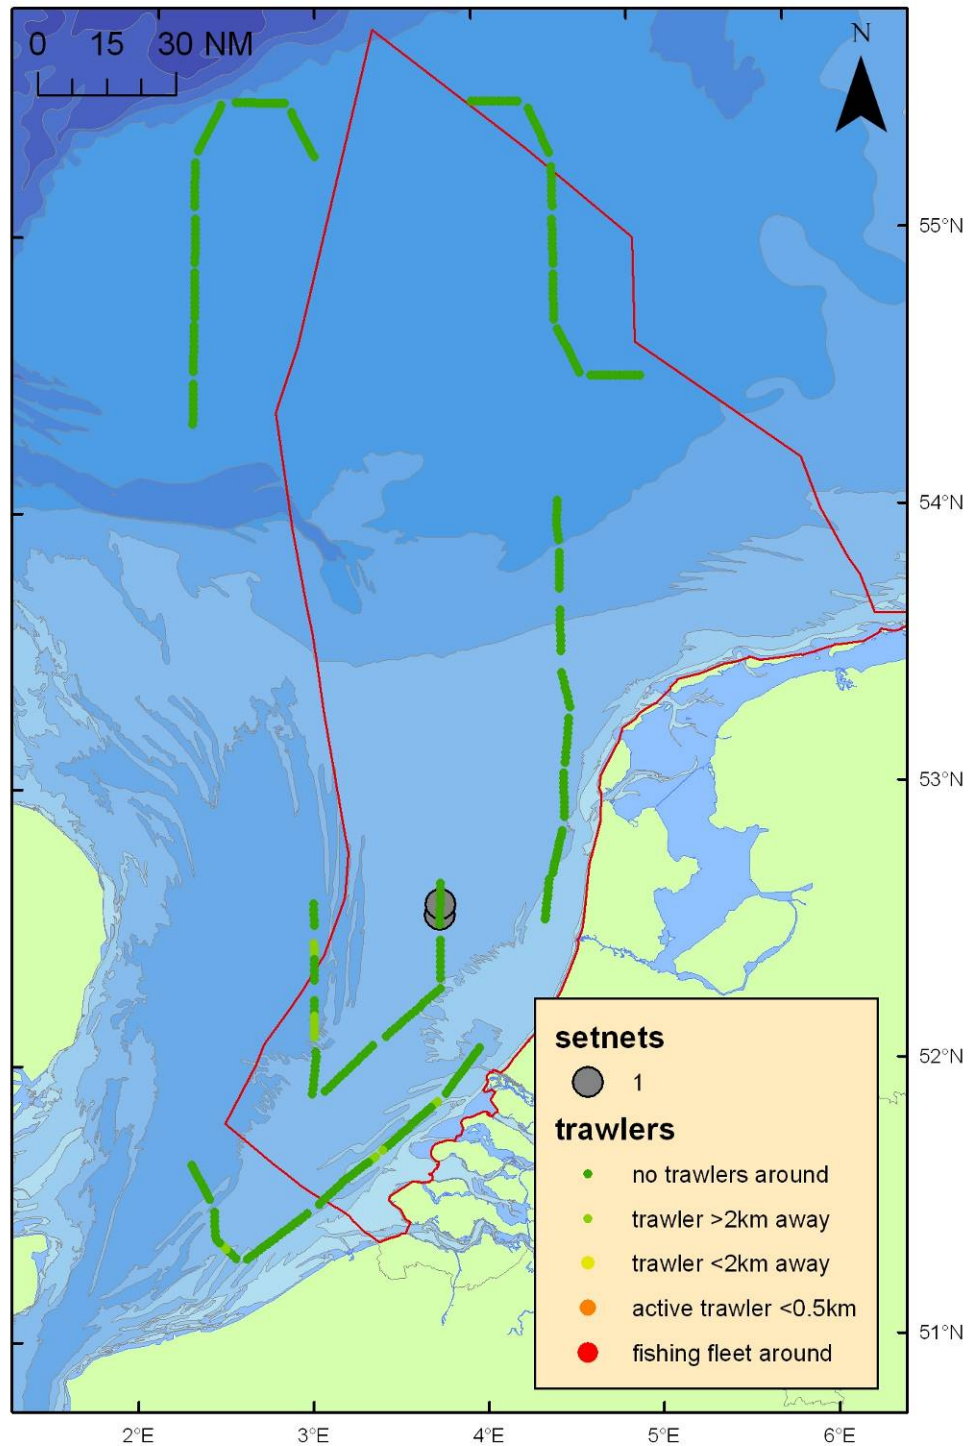 0 15 30 NM
N
55°N
54°N
53°N
52°N
51°N
setnets
1
trawlers
no trawlers around
trawler >2km away
trawler <2km away
active trawler <0.5km
fishing fleet around
2°E 3°E 4°E 5°E 6°E